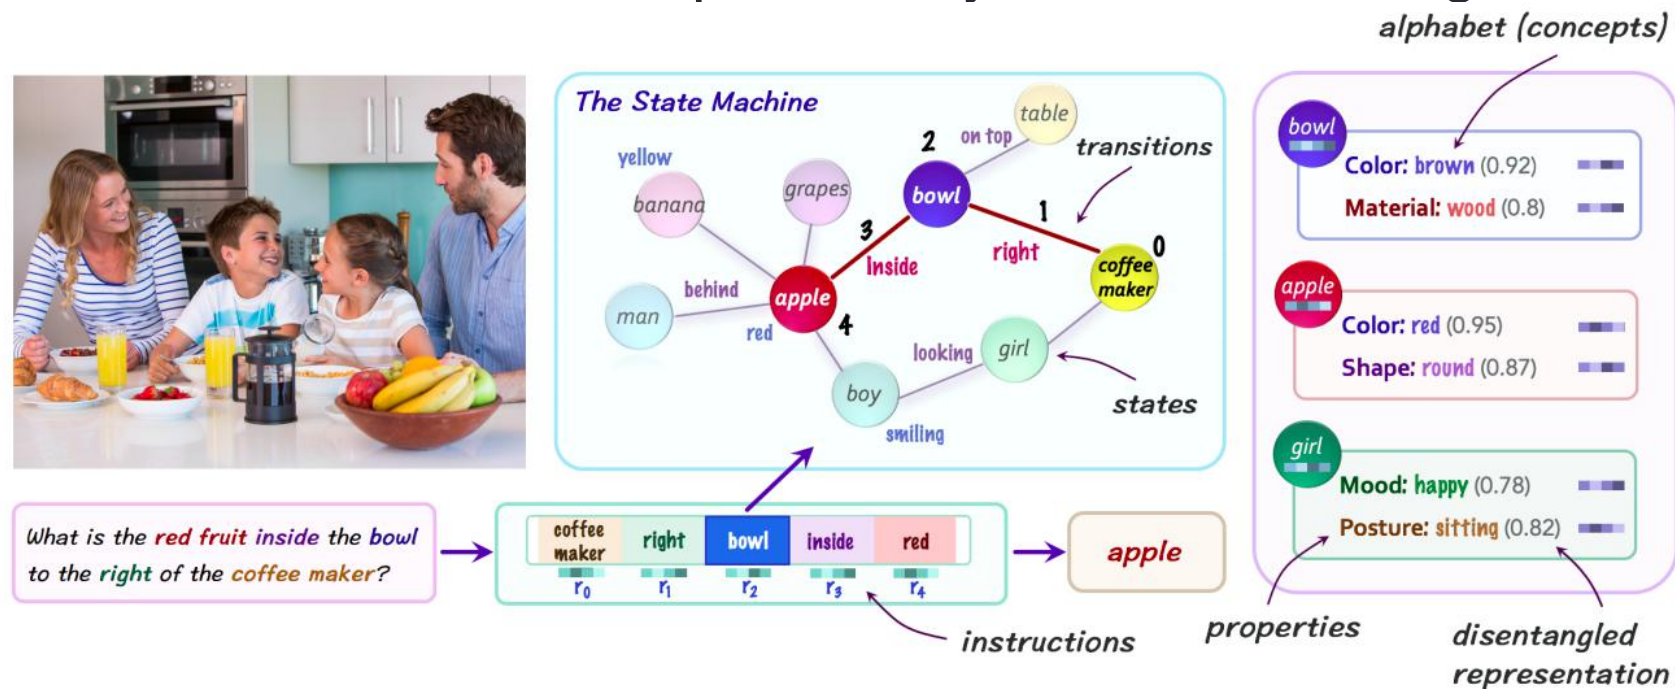 alphabet (concepts)
The State Machine
table
2
on top
transitions
yellow
banana
grapes
bowl
1
3
right
0
inside
coffee
maker
behind
apple
man
red
4
looking
girl
boy
states
smiling
bowl
Color: brown (0.92)
Material: wood (0.8)
apple
Color: red (0.95)
Shape: round (0.87)
girl
Mood: happy (0.78)
Posture: sitting (0.82)
What is the red fruit inside the bowl
to the right of the coffee maker?
coffee
maker
right
bowl
inside
red
r0
r1
r2
r3
r4
apple
instructions
properties
disentangled
representation